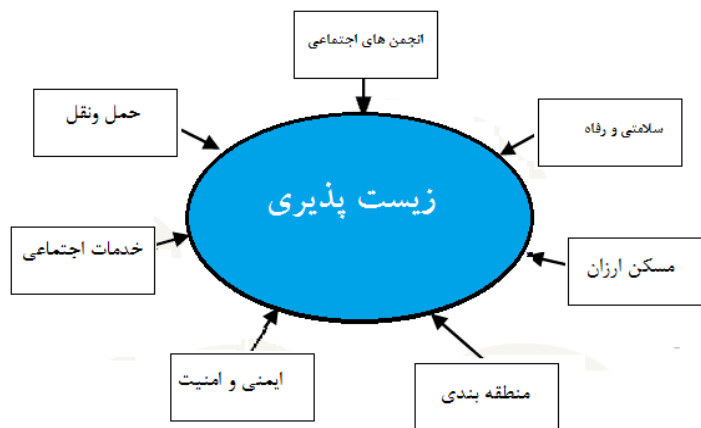 انجمن های اجتماعی
سلامتی و رفاه
حمل ونقل
زیست پذیری
مسکن ارزان
خدمات اجتماعی
منطقه بندی
ایمنی و امنیت